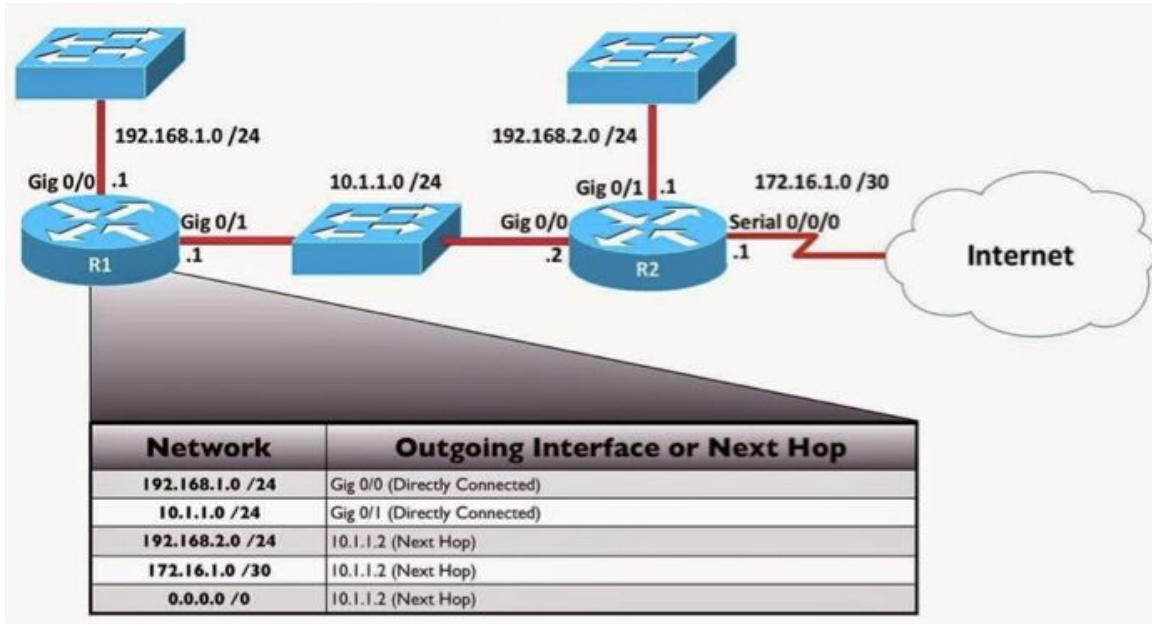 192.168.1.0 /24
192.168.2.0 /24
Gig 0/0 .1
10.1.1.0 /24
Gig 0/1 .1
172.16.1.0 /30
Gig 0/1
Gig 0/0
Serial 0/0/0
.1
.2
.1
R1
R2
Internet
Network Outgoing Interface or Next Hop
192.168.1.0 /24 Gig 0/0 (Directly Connected)
10.1.1.0 /24 Gig 0/1 (Directly Connected)
192.168.2.0 /24 10.1.1.2 (Next Hop)
172.16.1.0 /30 10.1.1.2 (Next Hop)
0.0.0.0 /0 10.1.1.2 (Next Hop)